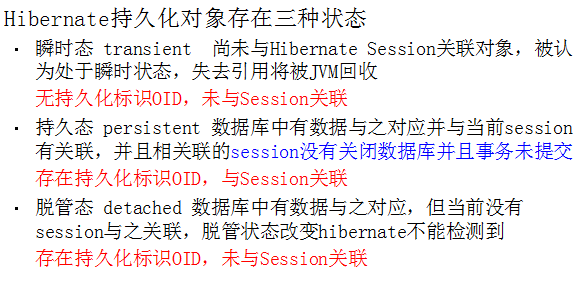 Hibernate持久化对象存在三种状态
· 瞬时态 transient 尚未与Hibernate Session关联对象，被认
为处于瞬时状态，失去引用将被JVM回收
无持久化标识OID，未与Session关联
· 持久态 persistent 数据库中有数据与之对应并与当前session
有关联，并且相关联的session没有关闭数据库并且事务未提交
存在持久化标识OID，与Session关联
· 脱管态 detached 数据库中有数据与之对应，但当前没有
session与之关联，脱管状态改变hibernate不能检测到
存在持久化标识OID，未与Session关联